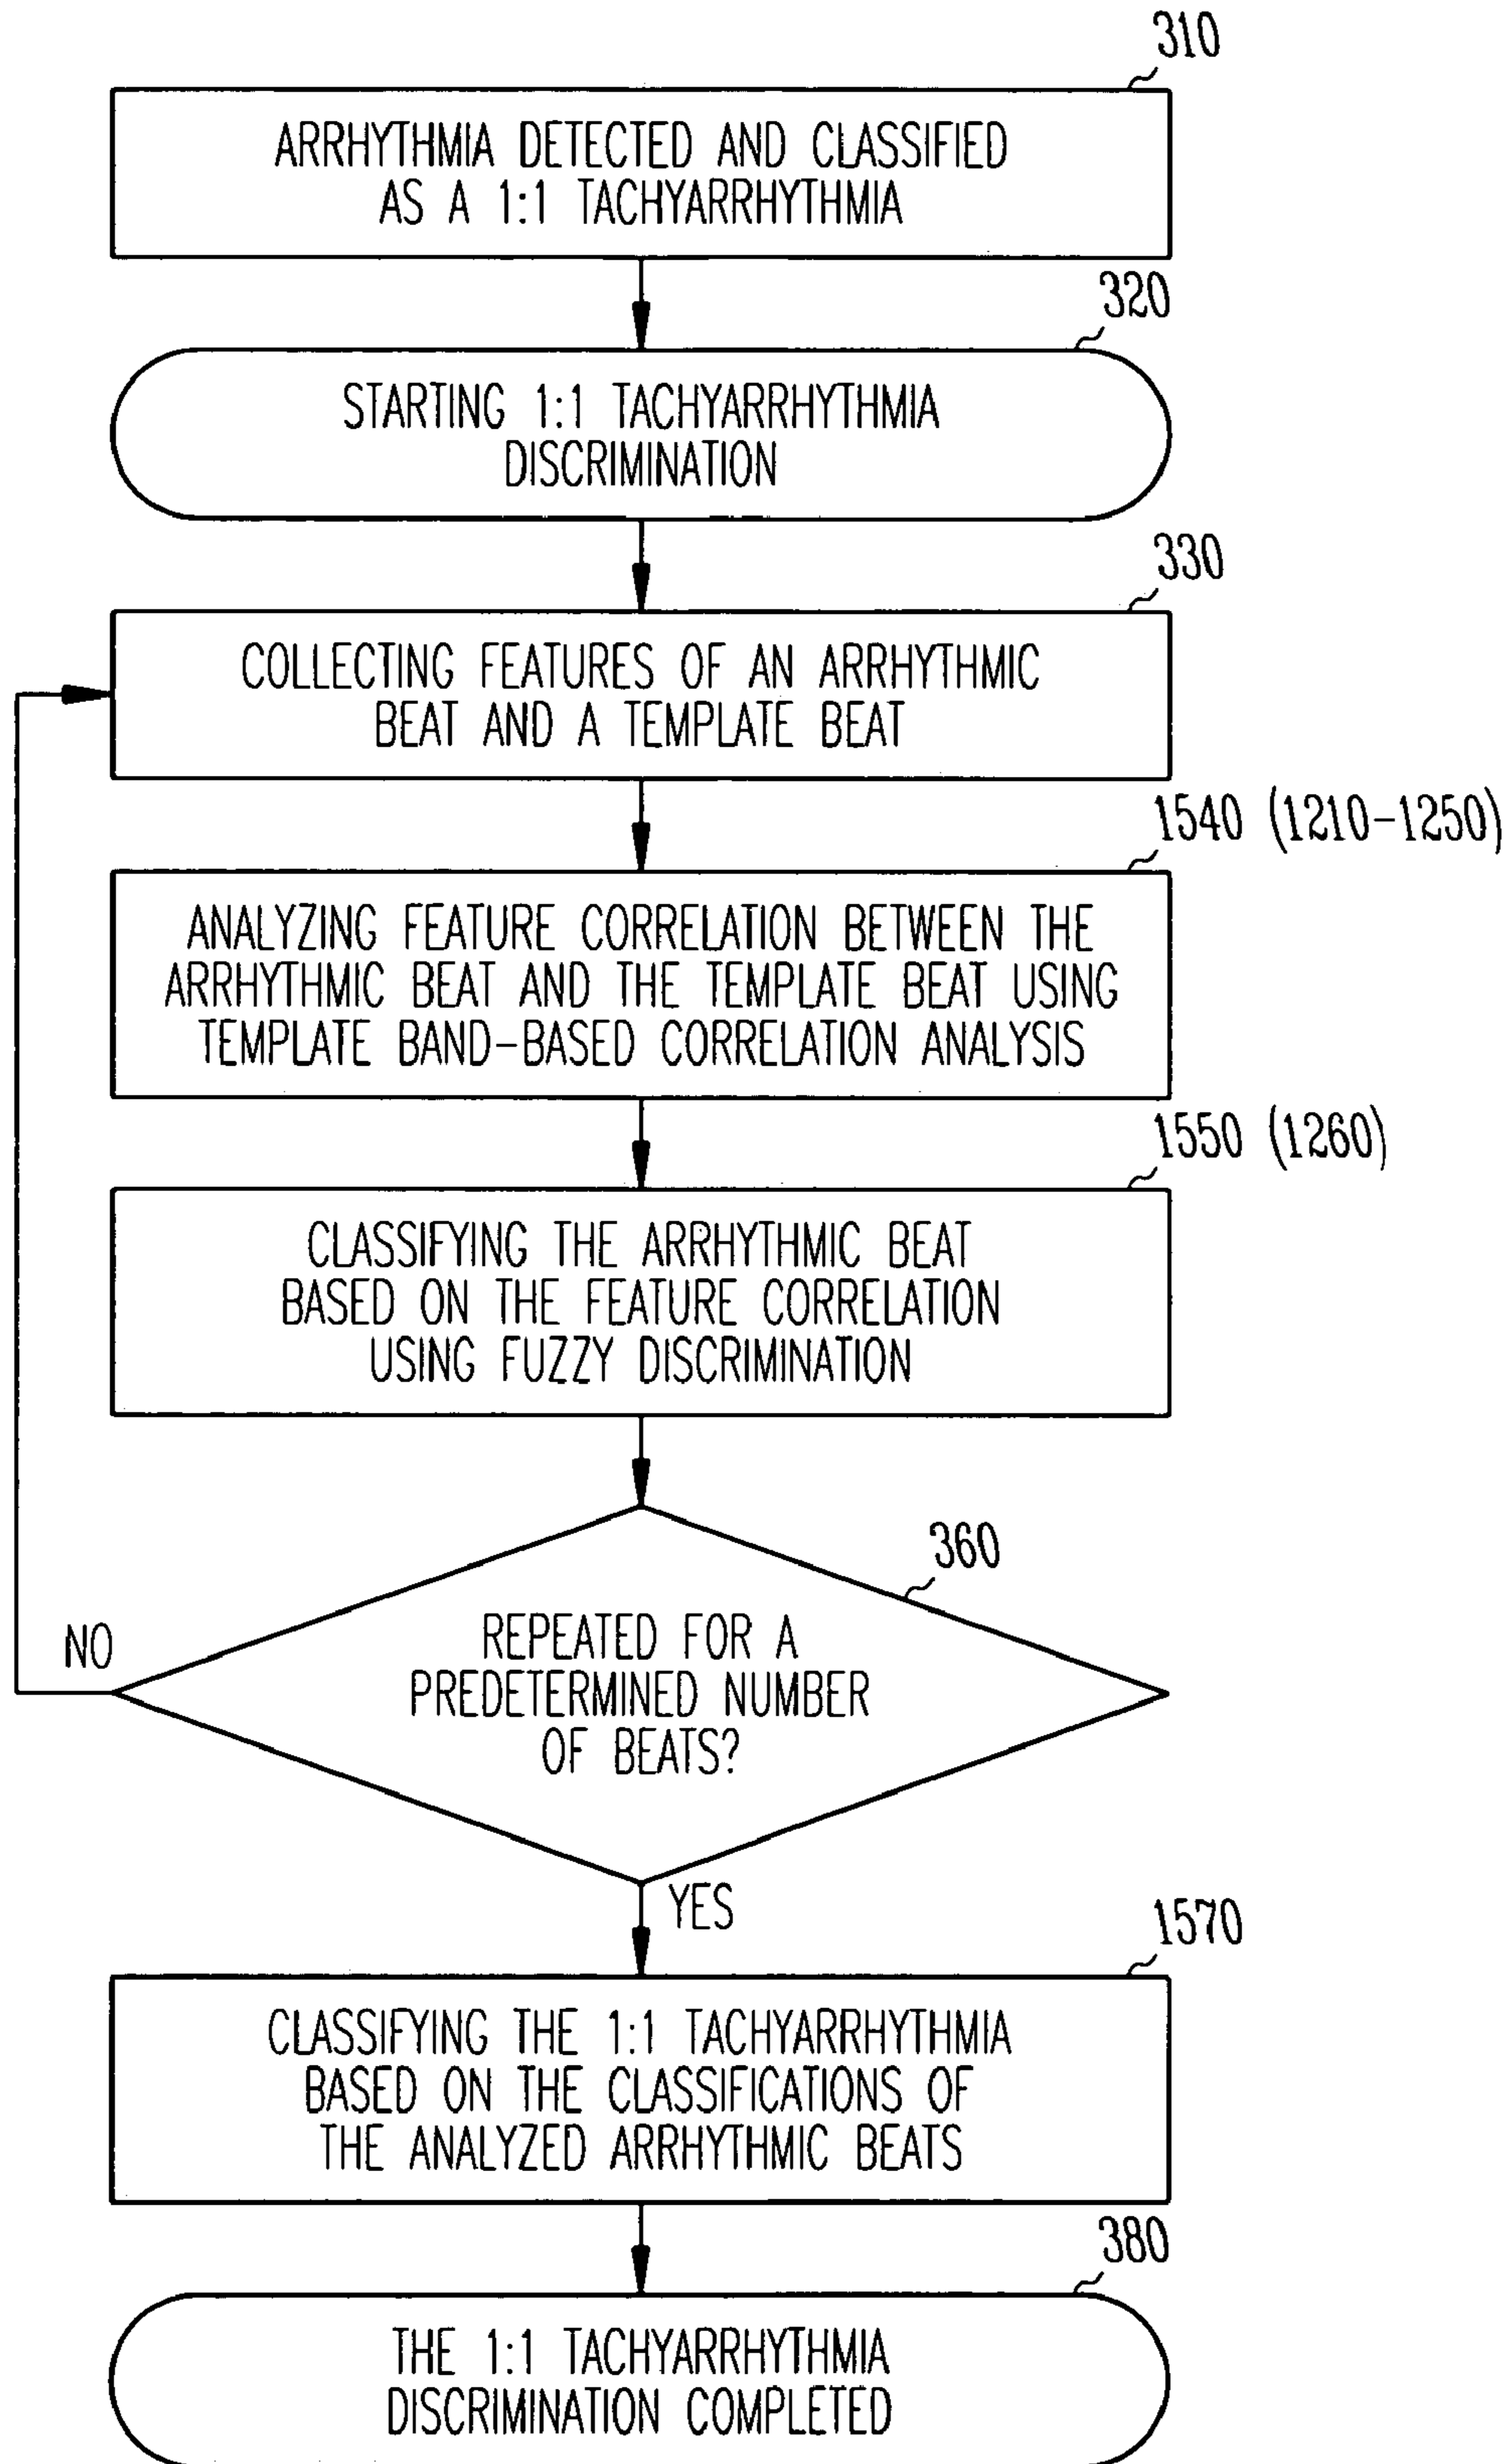 310
ARRHYTHMIA DETECTED AND CLASSIFIED
AS A 1:1 TACHYARRHYTHMIA
320
STARTING 1:1 TACHYARRHYTHMIA
DISCRIMINATION
330
COLLECTING FEATURES OF AN ARRHYTHMIC
BEAT AND A TEMPLATE BEAT
1540 (1210-1250)
ANALYZING FEATURE CORRELATION BETWEEN THE
ARRHYTHMIC BEAT AND THE TEMPLATE BEAT USING
TEMPLATE BAND-BASED CORRELATION ANALYSIS
1550 (1260)
CLASSIFYING THE ARRHYTHMIC BEAT
BASED ON THE FEATURE CORRELATION
USING FUZZY DISCRIMINATION
360
NO
REPEATED FOR A
PREDETERMINED NUMBER
OF BEATS?
YES
1570
CLASSIFYING THE 1:1 TACHYARRHYTHMIA
BASED ON THE CLASSIFICATIONS OF
THE ANALYZED ARRHYTHMIC BEATS
380
THE 1:1 TACHYARRHYTHMIA
DISCRIMINATION COMPLETED